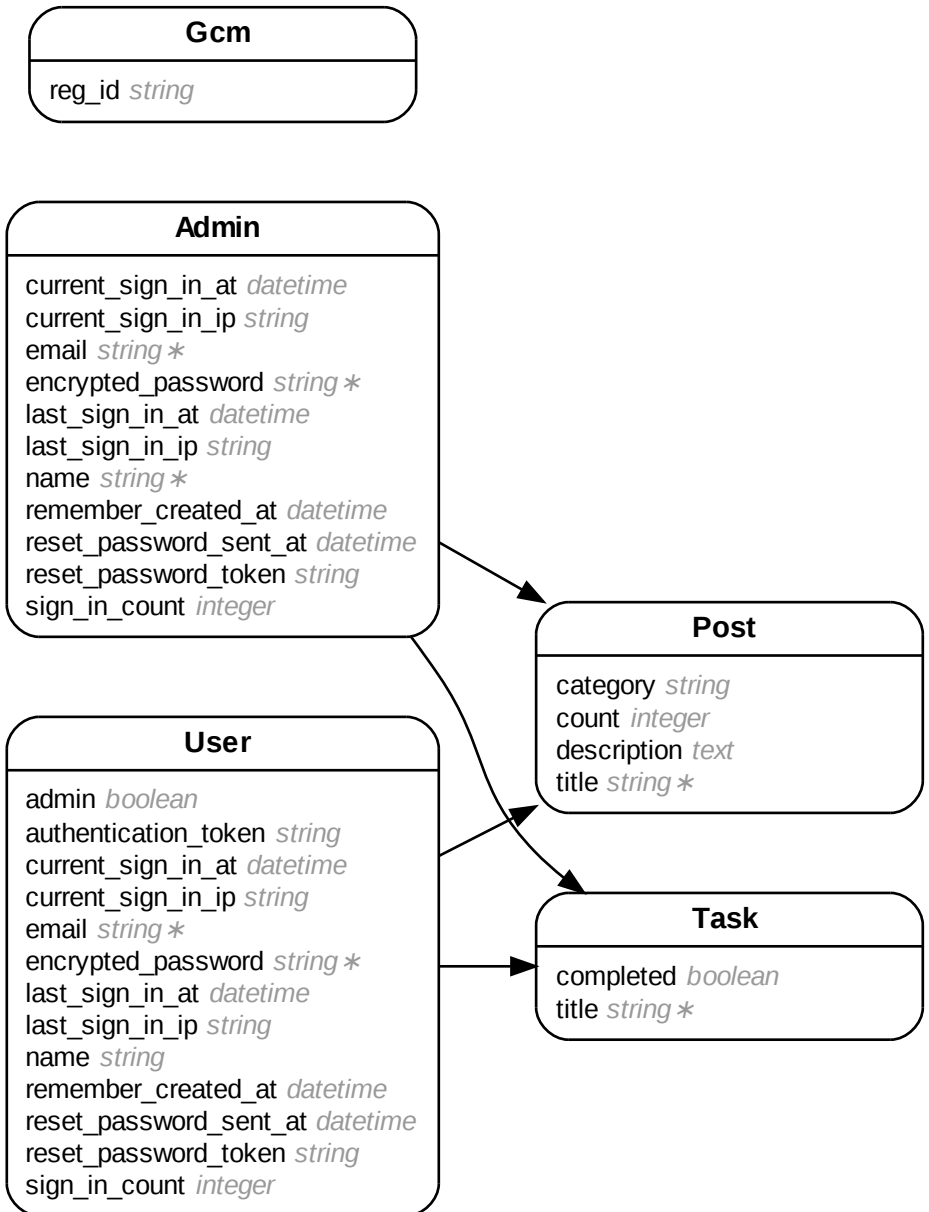 Gcm
reg_id string
Admin
current_sign_in_at datetime
current_sign_in_ip string
email string ∗
encrypted_password string ∗
last_sign_in_at datetime
last_sign_in_ip string
name string ∗
remember_created_at datetime
reset_password_sent_at datetime
reset_password_token string
sign_in_count integer
Post
category string
count integer
description text
title string ∗
User
admin boolean
authentication_token string
current_sign_in_at datetime
current_sign_in_ip string
email string ∗
encrypted_password string ∗
last_sign_in_at datetime
last_sign_in_ip string
name string
remember_created_at datetime
reset_password_sent_at datetime
reset_password_token string
sign_in_count integer
Task
completed boolean
title string ∗